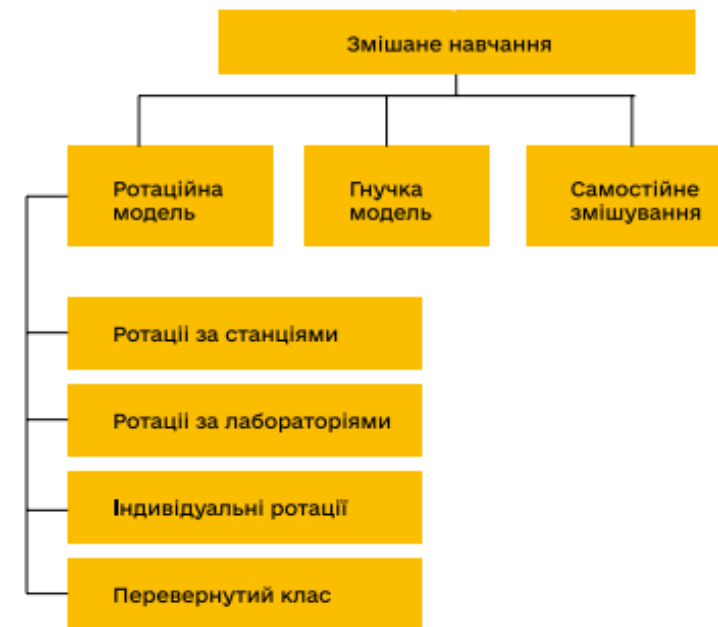 Змішане навчання
Ротаційна
модель
Гнучка
модель
Самостійне
змішування
Ротації за станціями
Ротації за лабораторіями
Індивідуальні ротації
Перевернутий клас